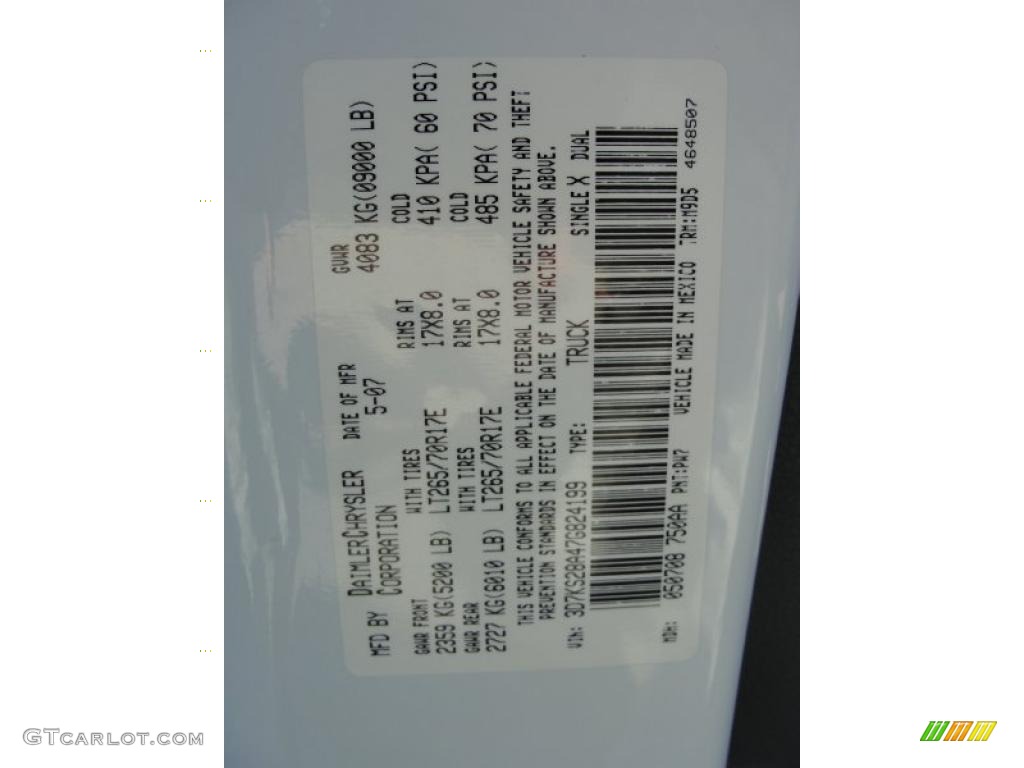 MFD BY DAIMLERCHRYSLER CORPORATION DATE OF MFR 5-07 GVWR 4083 KG(09000 LB)
GAWR FRONT WITH TIRES RIMS AT COLD
2359 KG(5200 LB) LT265/70R17E 17X8.0 410 KPA( 60 PSI)
GAWR REAR WITH TIRES RIMS AT COLD
2727 KG(6010 LB) LT265/70R17E 17X8.0 485 KPA( 70 PSI)
THIS VEHICLE CONFORMS TO ALL APPLICABLE FEDERAL MOTOR VEHICLE SAFETY AND THEFT
PREVENTION STANDARDS IN EFFECT ON THE DATE OF MANUFACTURE SHOWN ABOVE.
VIN: 3D7KS28A47G824199 TYPE: TRUCK SINGLE X DUAL
MDH: 050708 750AA PNT:PW7 VEHICLE MADE IN MEXICO TRM:M9D5 4648507
GTCARLOT.COM